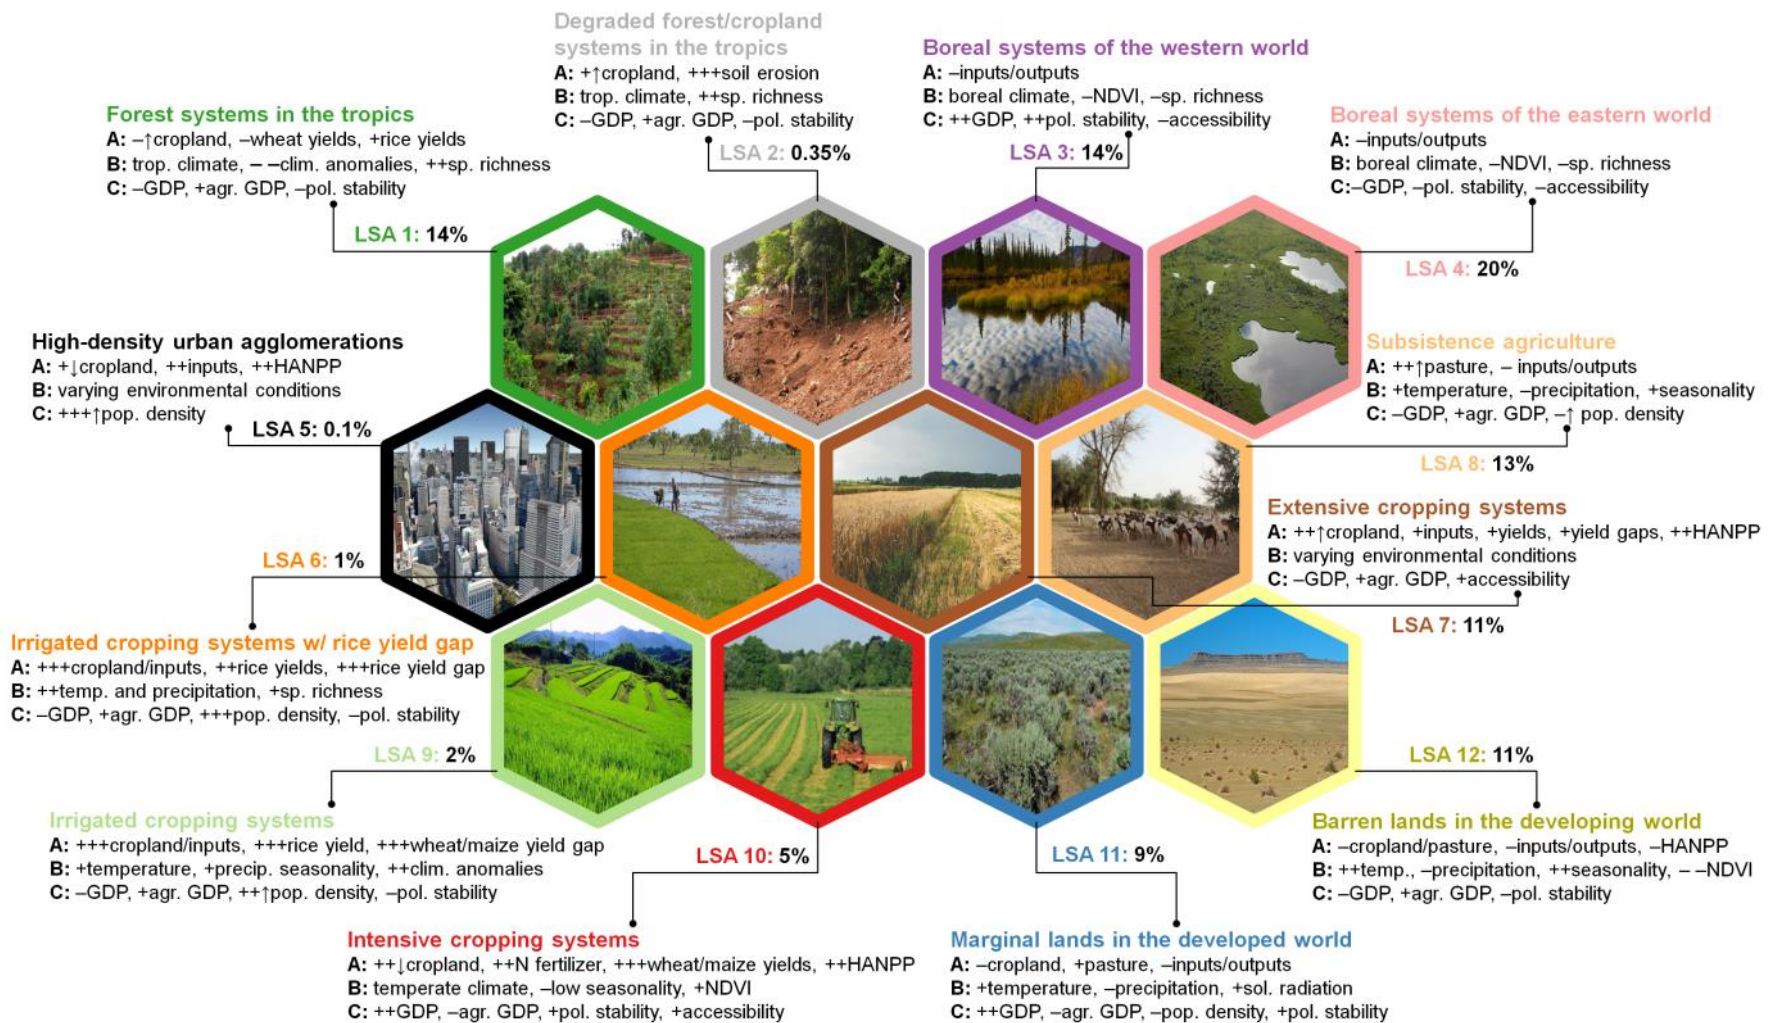 Degraded forest/cropland
systems in the tropics
A: +↑cropland, +++soil erosion
B: trop. climate, ++sp. richness
C: –GDP, +agr. GDP, –pol. stability
LSA 2: 0.35%
Boreal systems of the western world
A: –inputs/outputs
B: boreal climate, –NDVI, –sp. richness
C: ++GDP, ++pol. stability, –accessibility
LSA 3: 14%
Forest systems in the tropics
A: –↑cropland, –wheat yields, +rice yields
B: trop. climate, – –clim. anomalies, ++sp. richness
C: –GDP, +agr. GDP, –pol. stability
LSA 1: 14%
Boreal systems of the eastern world
A: –inputs/outputs
B: boreal climate, –NDVI, –sp. richness
C:–GDP, –pol. stability, –accessibility
LSA 4: 20%
High-density urban agglomerations
A: +↓cropland, ++inputs, ++HANPP
B: varying environmental conditions
C: +++↑pop. density
LSA 5: 0.1%
Subsistence agriculture
A: ++↑pasture, – inputs/outputs
B: +temperature, –precipitation, +seasonality
C: –GDP, +agr. GDP, –↑ pop. density
LSA 8: 13%
Extensive cropping systems
A: ++↑cropland, +inputs, +yields, +yield gaps, ++HANPP
B: varying environmental conditions
C: –GDP, +agr. GDP, +accessibility
LSA 7: 11%
LSA 6: 1%
Irrigated cropping systems w/ rice yield gap
A: +++cropland/inputs, ++rice yields, +++rice yield gap
B: ++temp. and precipitation, +sp. richness
C: –GDP, +agr. GDP, +++pop. density, –pol. stability
LSA 9: 2%
Irrigated cropping systems
A: +++cropland/inputs, +++rice yield, +++wheat/maize yield gap
B: +temperature, +precip. seasonality, ++clim. anomalies
C: –GDP, +agr. GDP, ++↑pop. density, –pol. stability
LSA 12: 11%
Barren lands in the developing world
A: –cropland/pasture, –inputs/outputs, –HANPP
B: ++temp., –precipitation, ++seasonality, – –NDVI
C: –GDP, +agr. GDP, –pol. stability
LSA 10: 5%
Intensive cropping systems
A: ++↓cropland, ++N fertilizer, +++wheat/maize yields, ++HANPP
B: temperate climate, –low seasonality, +NDVI
C: ++GDP, –agr. GDP, +pol. stability, +accessibility
LSA 11: 9%
Marginal lands in the developed world
A: –cropland, +pasture, –inputs/outputs
B: +temperature, –precipitation, +sol. radiation
C: ++GDP, –agr. GDP, –pop. density, +pol. stability